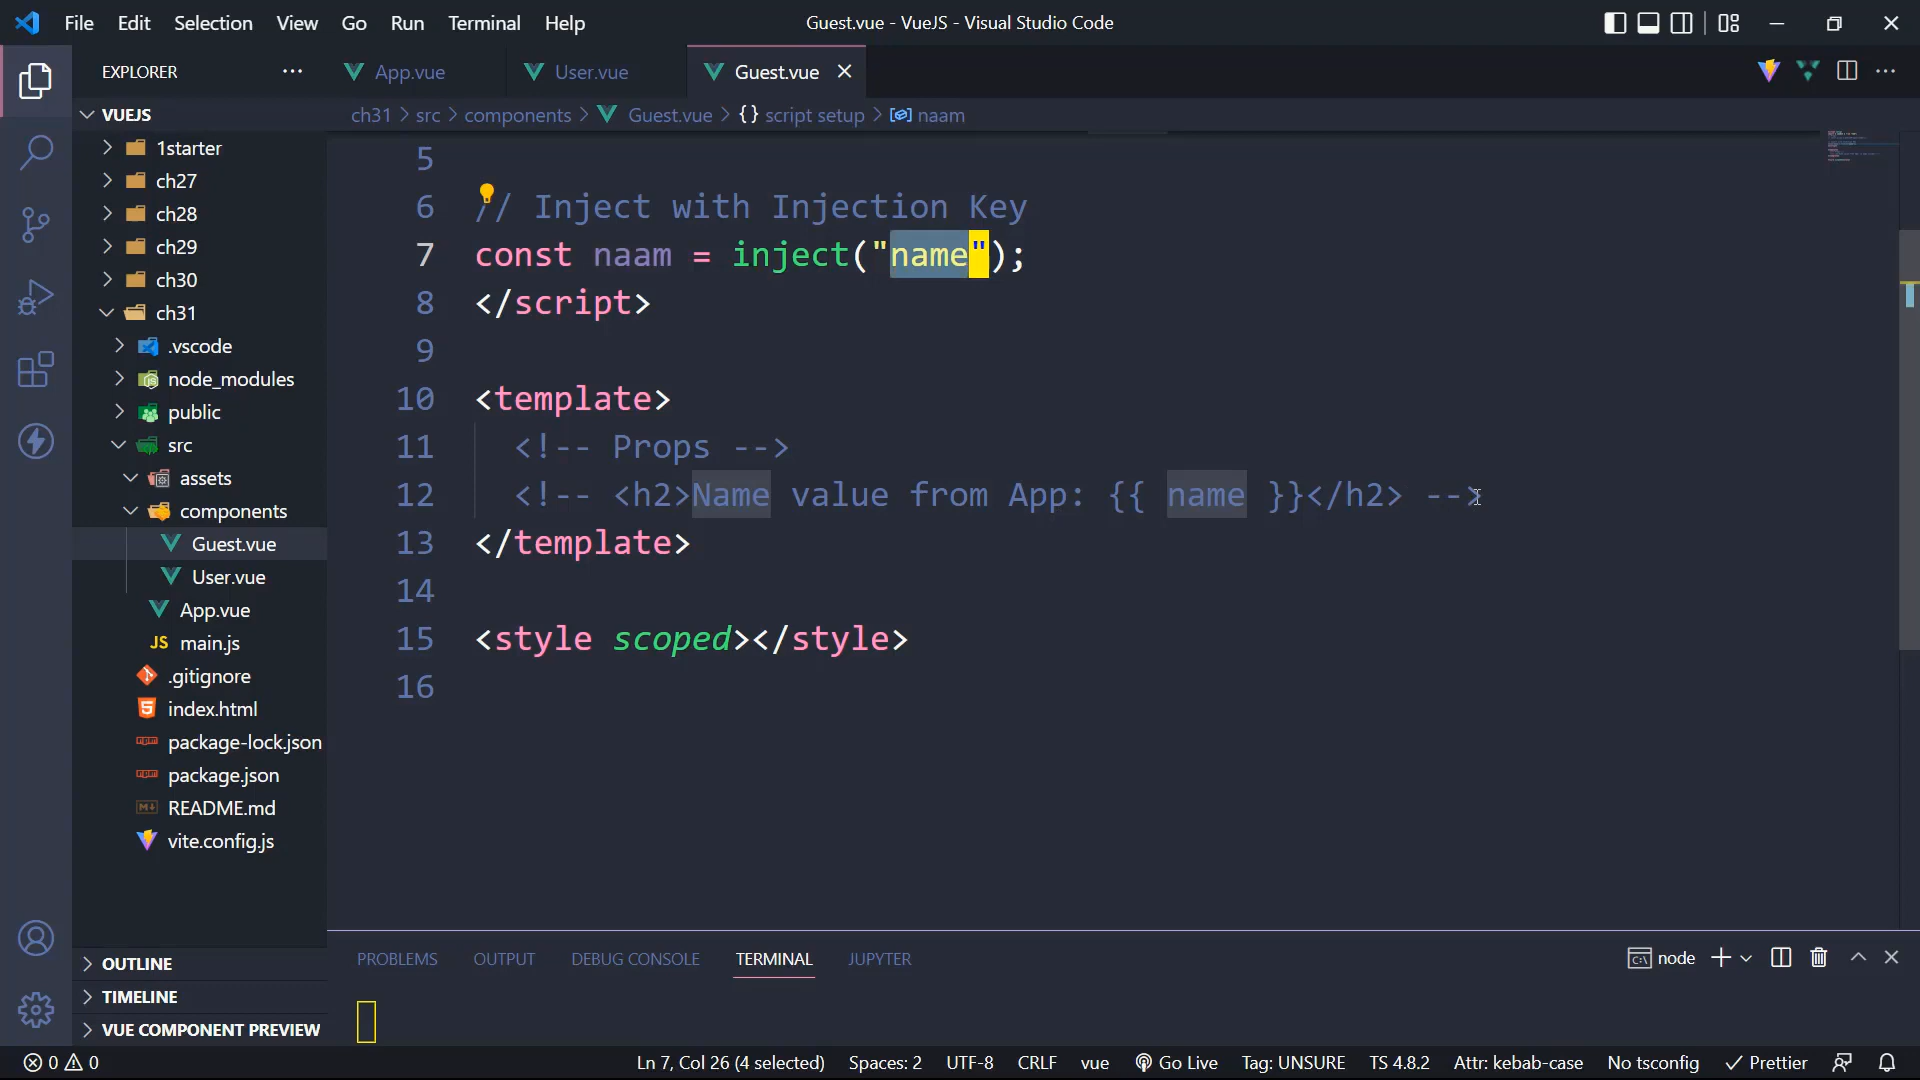 File Edit Selection View Go Run Terminal Help Guest.vue - VueJS - Visual Studio Code
EXPLORER App.vue User.vue Guest.vue
VUEJS
ch31 > src > components > Guest.vue > {} script setup > naam
1starter
ch27
ch28
ch29
ch30
ch31
.vscode
node_modules
public
src
assets
components
Guest.vue
User.vue
App.vue
main.js
.gitignore
index.html
package-lock.json
package.json
README.md
vite.config.js
OUTLINE
TIMELINE
VUE COMPONENT PREVIEW
5
6 // Inject with Injection Key
7 const naam = inject("name");
8 </script>
9
10 <template>
11 <!-- Props -->
12 <!-- <h2>Name value from App: {{ name }}</h2> -->
13 </template>
14
15 <style scoped></style>
16
PROBLEMS OUTPUT DEBUG CONSOLE TERMINAL JUPYTER node
0 0 Ln 7, Col 26 (4 selected) Spaces: 2 UTF-8 CRLF vue Go Live Tag: UNSURE TS 4.8.2 Attr: kebab-case No tsconfig Prettier